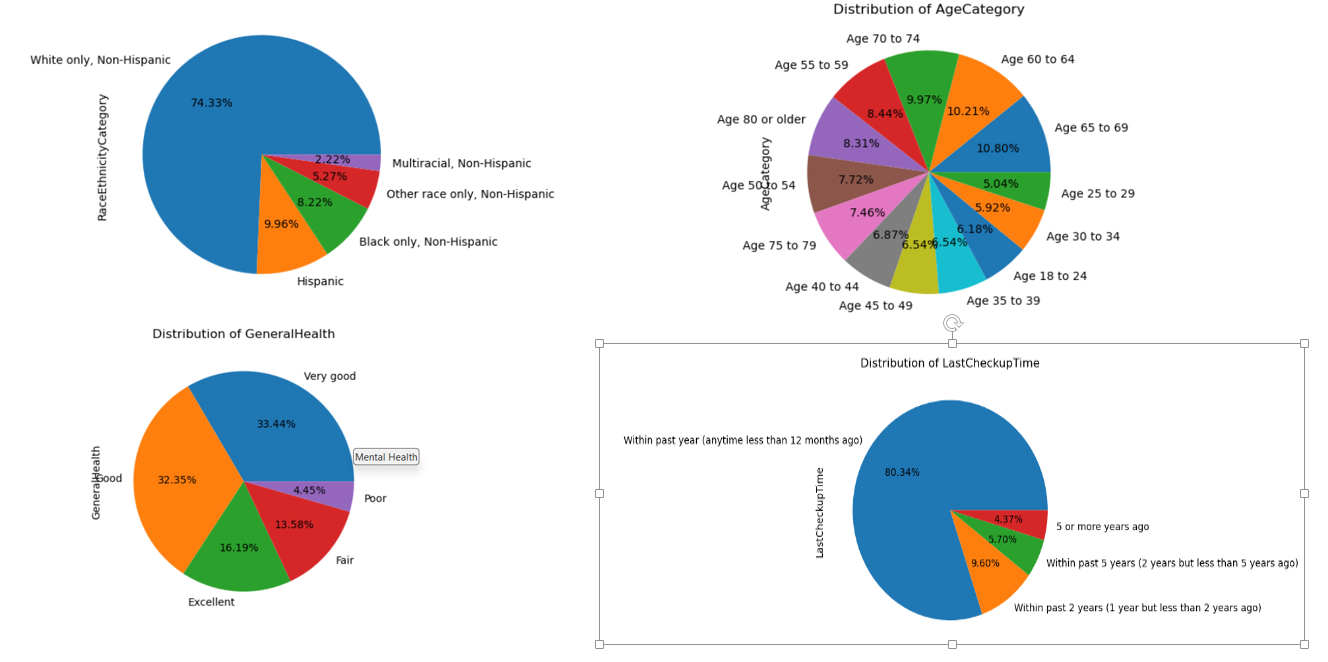 White only, Non-Hispanic
74.33%
RaceEthnicityCategory
2.22%
Multiracial, Non-Hispanic
5.27%
Other race only, Non-Hispanic
8.22%
9.96%
Black only, Non-Hispanic
Hispanic
Distribution of AgeCategory
Age 70 to 74
Age 60 to 64
Age 55 to 59
9.97%
10.21%
8.44%
Age 80 or older
Age 65 to 69
8.31%
10.80%
AgeCategory
Age 50 to 54
7.72%
5.04%
Age 25 to 29
5.92%
7.46%
6.18%
Age 30 to 34
6.87%
6.54%
6.54%
Age 75 to 79
Age 18 to 24
Age 40 to 44
Age 45 to 49
Age 35 to 39
Distribution of GeneralHealth
Very good
33.44%
Mental Health
GeneralHealth
Good
32.35%
4.45%
Poor
13.58%
16.19%
Fair
Excellent
Distribution of LastCheckupTime
Within past year (anytime less than 12 months ago)
80.34%
LastCheckupTime
4.37%
5 or more years ago
5.70%
Within past 5 years (2 years but less than 5 years ago)
9.60%
Within past 2 years (1 year but less than 2 years ago)